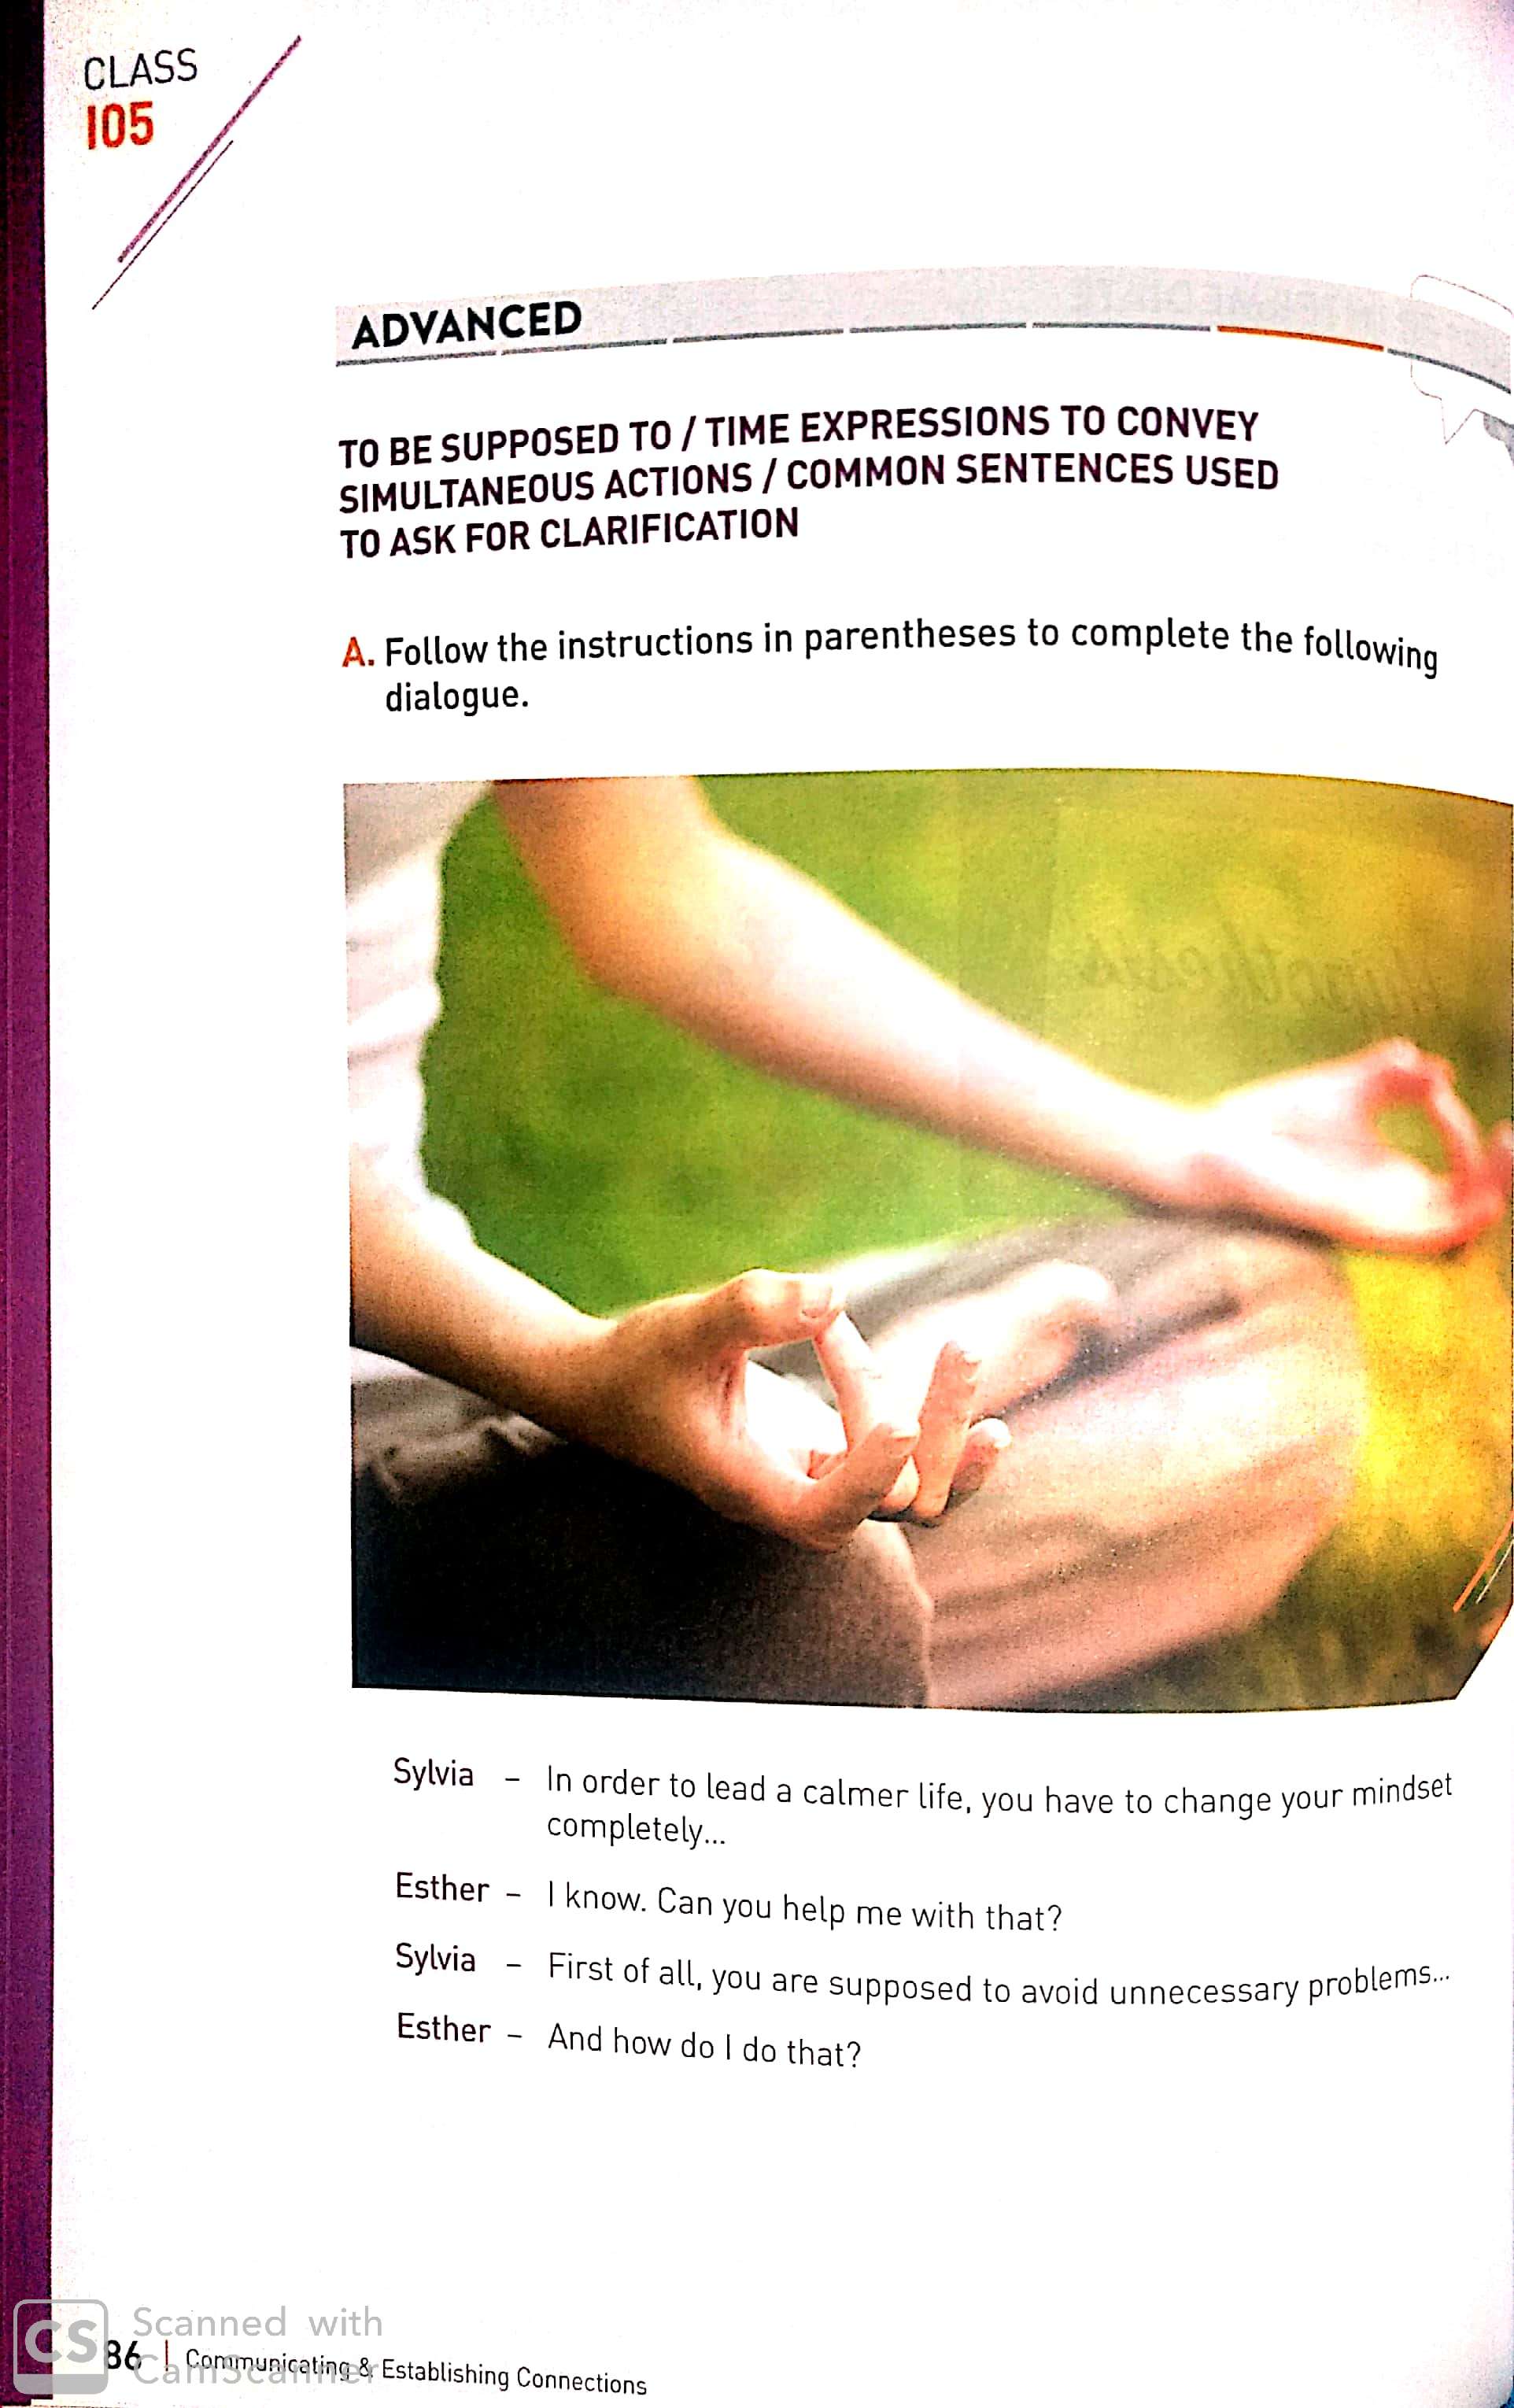 CLASS
105
ADVANCED
TO BE SUPPOSED TO / TIME EXPRESSIONS TO CONVEY
SIMULTANEOUS ACTIONS / COMMON SENTENCES USED
TO ASK FOR CLARIFICATION
A. Follow the instructions in parentheses to complete the following
dialogue.
Sylvia – In order to lead a calmer life, you have to change your mindset
completely...
Esther – I know. Can you help me with that?
Sylvia – First of all, you are supposed to avoid unnecessary problems...
Esther – And how do I do that?
86 | Communicating & Establishing Connections
CS Scanned with
CamScanner